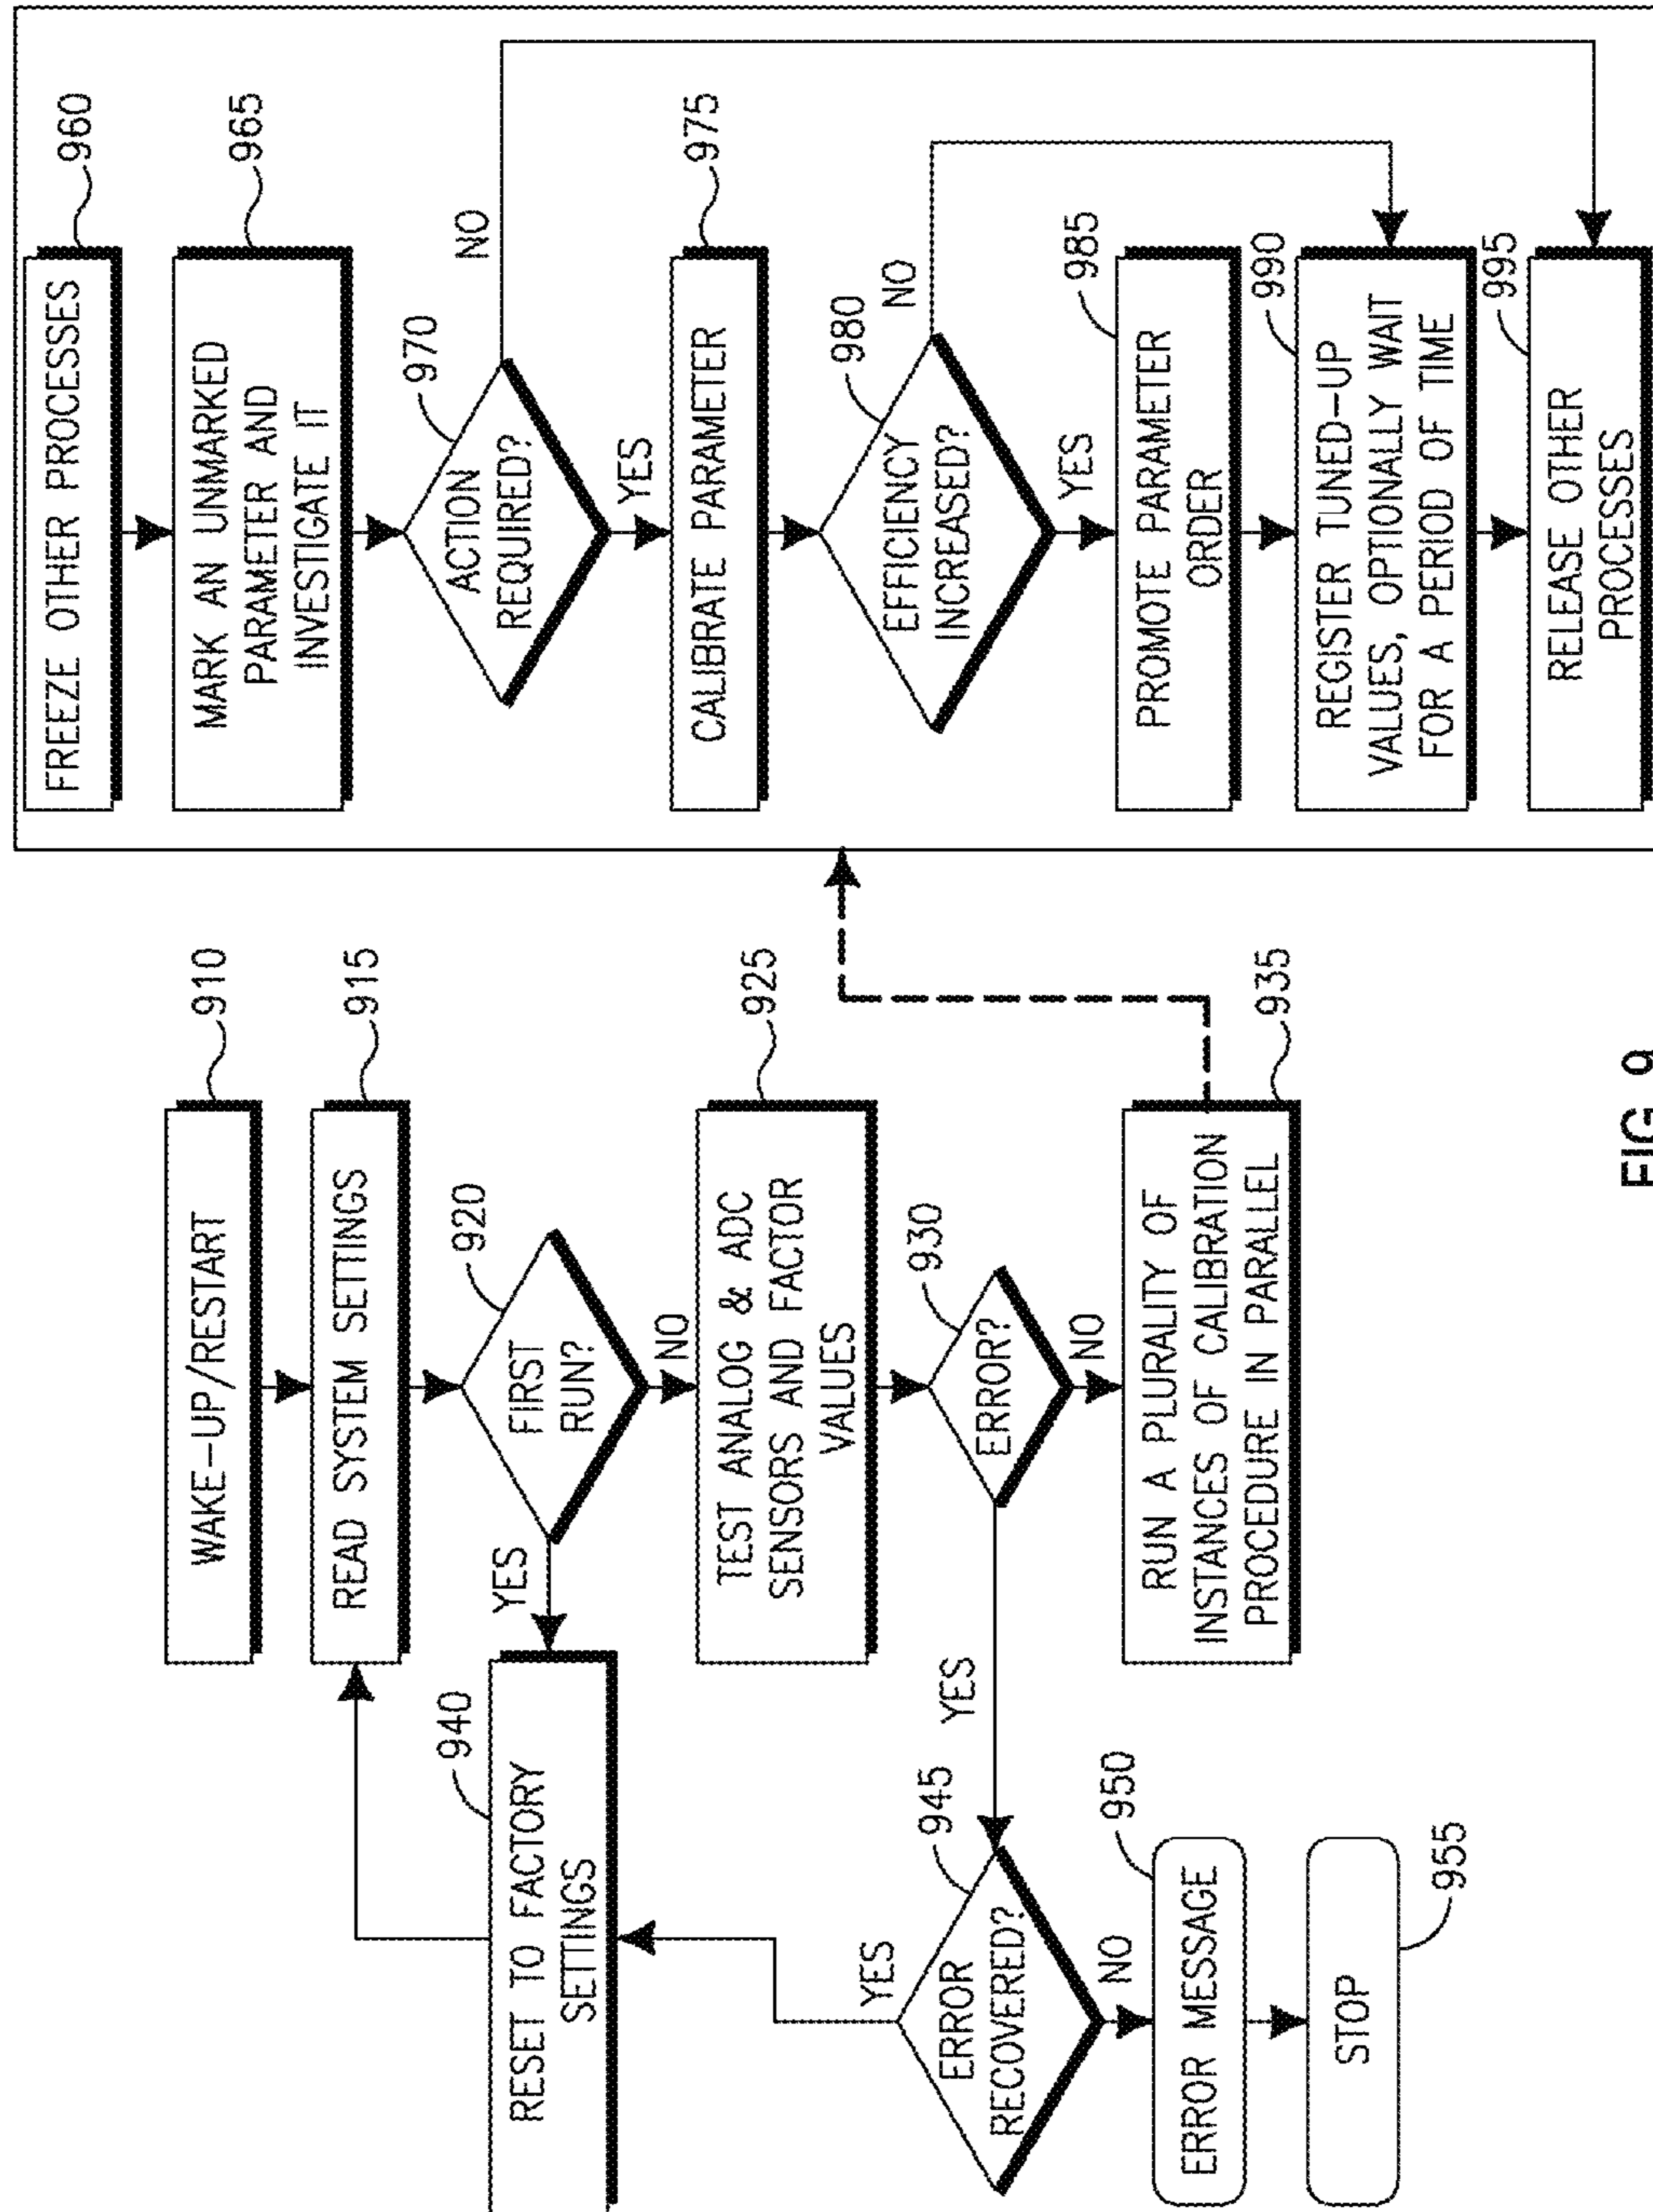 WAKE-UP/RESTART
910
READ SYSTEM SETTINGS
915
FIRST
RUN?
920
YES
NO
RESET TO FACTORY
SETTINGS
940
TEST ANALOG & ADC
SENSORS AND FACTOR
VALUES
925
ERROR?
930
YES
NO
ERROR
RECOVERED?
945
YES
NO
ERROR MESSAGE
950
STOP
955
RUN A PLURALITY OF
INSTANCES OF CALIBRATION
PROCEDURE IN PARALLEL
935
FREEZE OTHER PROCESSES
960
MARK AN UNMARKED
PARAMETER AND
INVESTIGATE IT
965
ACTION
REQUIRED?
970
NO
YES
CALIBRATE PARAMETER
975
EFFICIENCY
INCREASED?
980
NO
YES
PROMOTE PARAMETER
ORDER
985
REGISTER TUNED-UP
VALUES, OPTIONALLY WAIT
FOR A PERIOD OF TIME
990
RELEASE OTHER
PROCESSES
995
FIG. 9